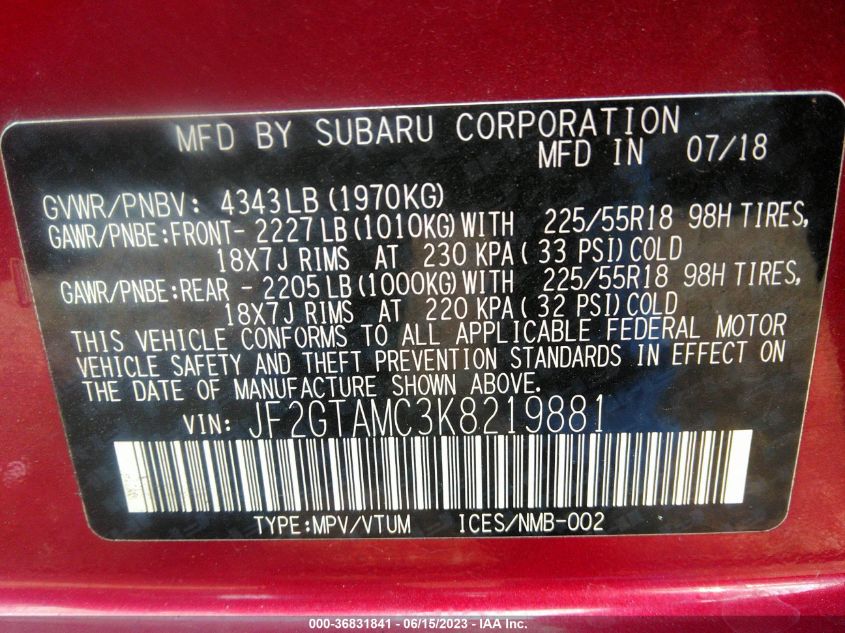 MFD BY SUBARU CORPORATION
MFD IN 07/18
GVWR/PNBV: 4343LB (1970KG)
GAWR/PNBE:FRONT- 2227LB (1010KG) WITH 225/55R18 98H TIRES,
18X7J RIMS AT 230 KPA ( 33 PSI) COLD
GAWR/PNBE:REAR - 2205LB (1000KG) WITH 225/55R18 98H TIRES,
18X7J RIMS AT 220 KPA ( 32 PSI) COLD
THIS VEHICLE CONFORMS TO ALL APPLICABLE FEDERAL MOTOR
VEHICLE SAFETY AND THEFT PREVENTION STANDARDS IN EFFECT ON
THE DATE OF MANUFACTURE SHOWN ABOVE.
VIN: JF2GTAMC3K8219881
TYPE:MPV/VTUM ICES/NMB-002
000-36831841 - 06/15/2023 - IAA Inc.